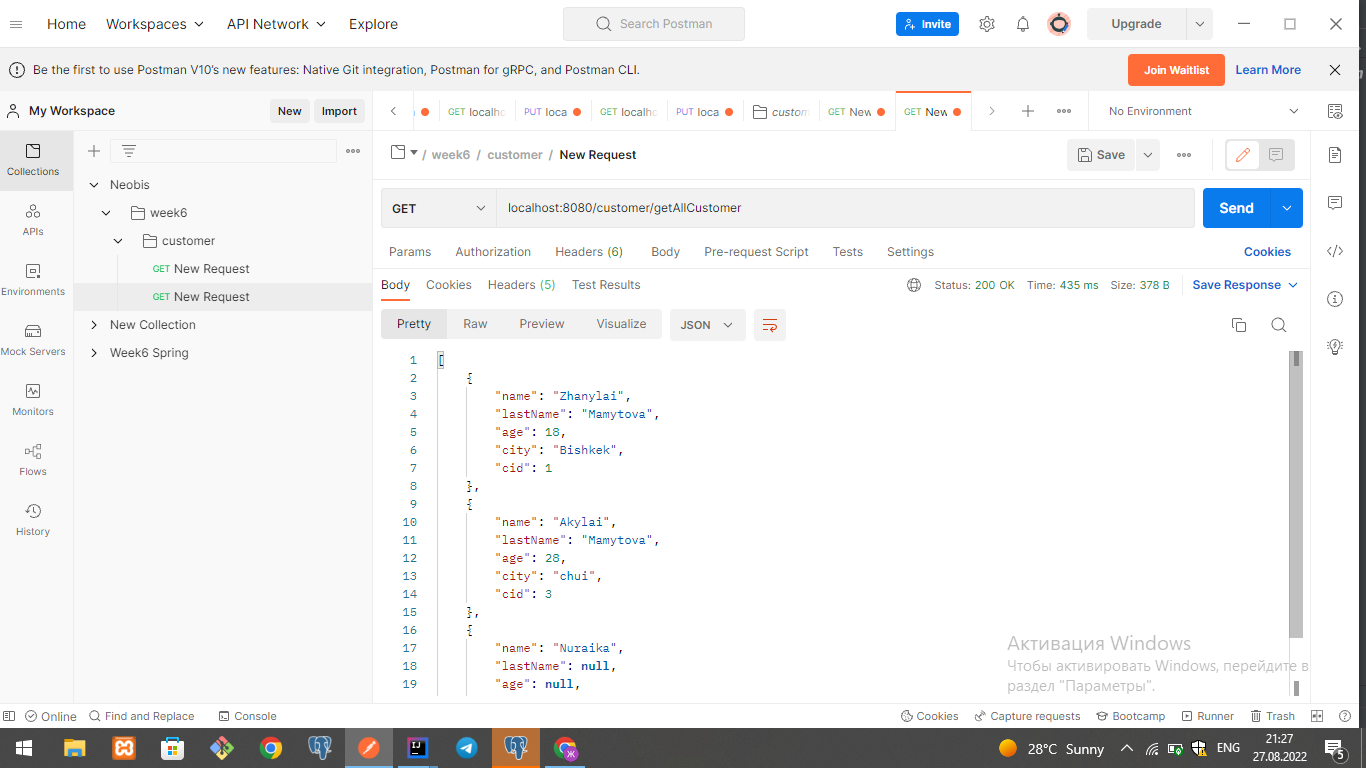 Home Workspaces API Network Explore Search Postman Invite Upgrade
Be the first to use Postman V10's new features: Native Git integration, Postman for gRPC, and Postman CLI. Join Waitlist Learn More
My Workspace New Import GET localhc PUT loca GET localhc PUT loca custom GET New GET New No Environment
Collections
APIs
Environments
Mock Servers
Monitors
Flows
History
Neobis
week6
customer
GET New Request
GET New Request
New Collection
Week6 Spring
/ week6 / customer / New Request Save
GET localhost:8080/customer/getAllCustomer Send
Params Authorization Headers (6) Body Pre-request Script Tests Settings Cookies
Body Cookies Headers (5) Test Results Status: 200 OK Time: 435 ms Size: 378 B Save Response
Pretty Raw Preview Visualize JSON
1 [
2 {
3 "name": "Zhanylai",
4 "lastName": "Mamytova",
5 "age": 18,
6 "city": "Bishkek",
7 "cid": 1
8 },
9 {
10 "name": "Akylai",
11 "lastName": "Mamytova",
12 "age": 28,
13 "city": "chui",
14 "cid": 3
15 },
16 {
17 "name": "Nuraika",
18 "lastName": null,
19 "age": null,
Активация Windows
Чтобы активировать Windows, перейдите в
раздел "Параметры".
Online Find and Replace Console Cookies Capture requests Bootcamp Runner Trash
28°C Sunny ENG 21:27
27.08.2022 5